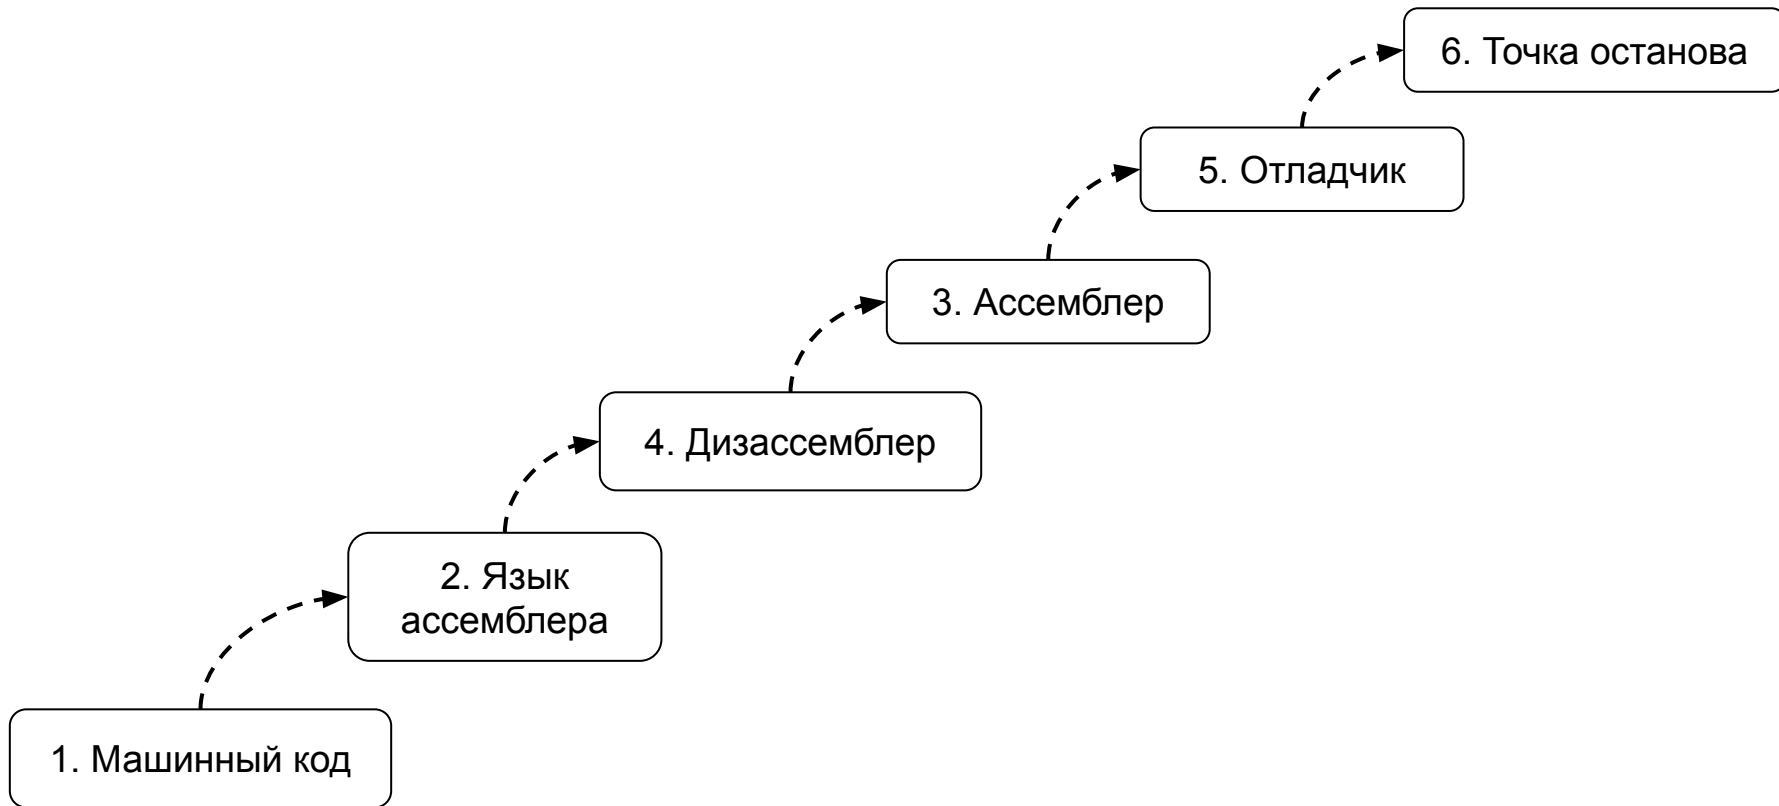 6. Точка останова
5. Отладчик
3. Ассемблер
4. Дизассемблер
2. Язык
ассемблера
1. Машинный код